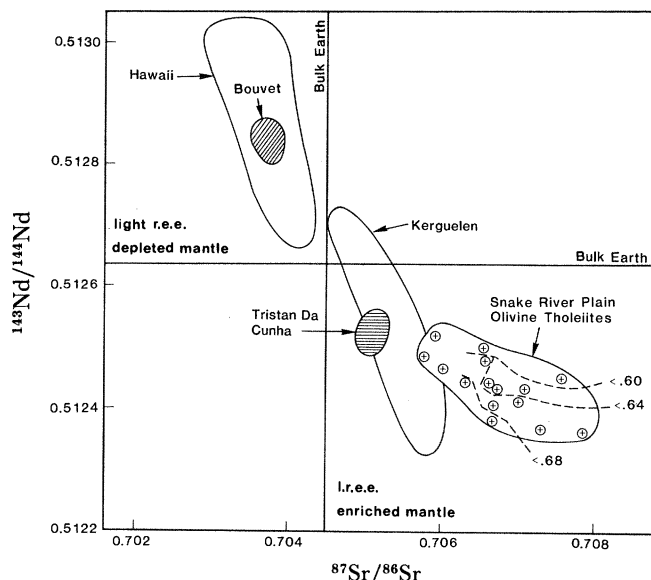 0.5130
Hawaii
Bouvet
Bulk Earth
0.5128
light r.e.e.
depleted mantle
Kerguelen
Bulk Earth
143Nd/144Nd
0.5126
Tristan Da
Cunha
Snake River Plain
Olivine Tholeiites
<.60
<.64
0.5124
<.68
l.r.e.e.
enriched mantle
0.5122
0.702
0.704
0.706
0.708
87Sr/86Sr